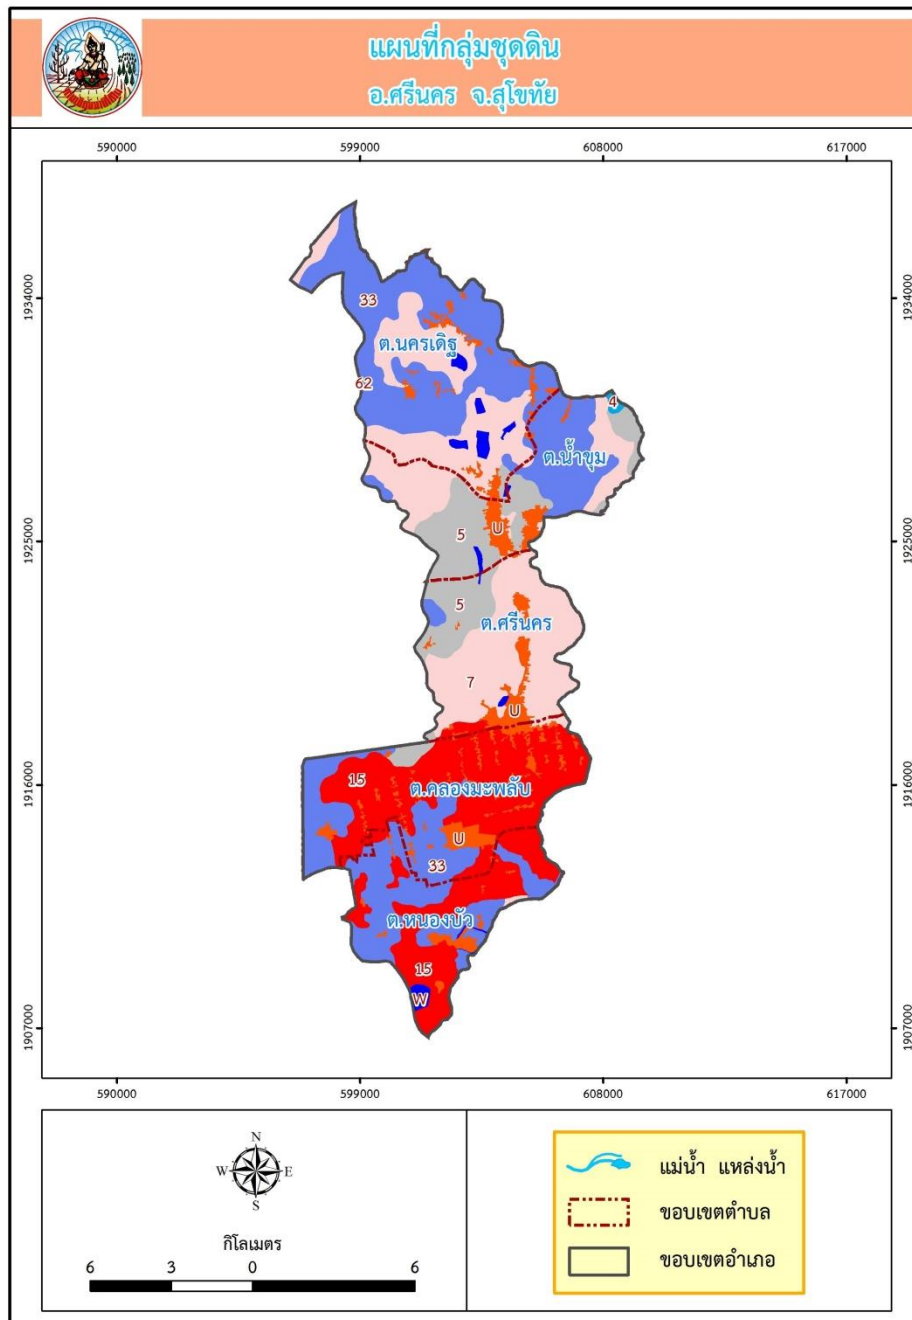 แผนที่กลุ่มชุดดิน
อ.ศรีนคร จ.สุโขทัย
590000 599000 608000 617000
1934000 1934000
33
ต.นครเดิฐ
62
4
ต.น้ำขุม
5
U
1925000 1925000
5
ต.ศรีนคร
7
U
15
1916000 1916000
ต.คลองมะพลับ
U
33
ต.หนองบัว
15
W
1907000 1907000
590000 599000 608000 617000
N
W E
S
กิโลเมตร
6 3 0 6
แม่น้ำ แหล่งน้ำ
ขอบเขตตำบล
ขอบเขตอำเภอ